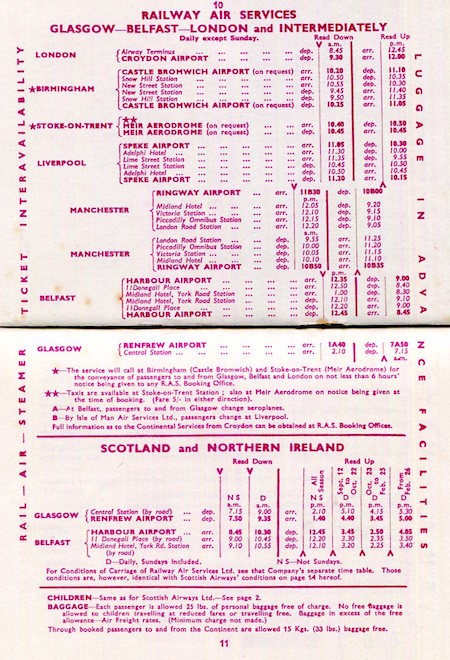 10
RAILWAY AIR SERVICES
GLASGOW—BELFAST—LONDON and INTERMEDIATELY
Daily except Sunday. Read Down Read Up
a.m. p.m.
LONDON Airway Terminus ... dep. 8.45 arr. 12.45
CROYDON AIRPORT ... dep. 9.30 arr. 12.00
CASTLE BROMWICH AIRPORT (on request) arr. 10.20 dep. 11.10
Snow Hill Station ... arr. 10.50 dep. 10.35
New Street Station ... arr. 10.55 dep. 10.30
★BIRMINGHAM New Street Station ... dep. 9.45 arr. 11.40
Snow Hill Station ... dep. 9.50 arr. 11.35
CASTLE BROMWICH AIRPORT (on request) dep. 10.25 arr. 11.05
★★
★STOKE-ON-TRENT MEIR AERODROME (on request) ... arr. 10.40 dep. 10.50
MEIR AERODROME (on request) ... dep. 10.45 arr. 10.45
SPEKE AIRPORT ... arr. 11.05 dep. 10.30
Adelphi Hotel ... arr. 11.30 dep. 10.00
LIVERPOOL Lime Street Station ... arr. 11.35 dep. 9.55
Lime Street Station ... dep. 10.45 arr. 10.50
Adelphi Hotel ... dep. 10.50 arr. 10.45
SPEKE AIRPORT ... dep. 11.20 arr. 10.15
RINGWAY AIRPORT ... arr. 11B30 dep. 10B00
p.m.
Midland Hotel ... arr. 12.05 dep. 9.20
MANCHESTER Victoria Station ... arr. 12.10 dep. 9.15
Piccadilly Omnibus Station arr. 12.15 dep. 9.10
London Road Station ... arr. 12.20 dep. 9.05
a.m.
London Road Station ... dep. 9.55 arr. 11.25
Piccadilly Omnibus Station dep. 10.00 arr. 11.20
MANCHESTER Victoria Station ... dep. 10.05 arr. 11.15
Midland Hotel ... dep. 10.10 arr. 11.10
RINGWAY AIRPORT ... dep. 10B50 arr. 10B35
p.m.
HARBOUR AIRPORT ... arr. 12.35 dep. 9.00
11Donegall Place ... arr. 12.50 dep. 8.40
Midland Hotel, York Road Station ... arr. 1.00 dep. 8.30
BELFAST Midland Hotel, York Road Station ... dep. 12.10 arr. 9.10
11Donegall Place ... dep. 12.20 arr. 9.00
HARBOUR AIRPORT ... dep. 12.45 arr. 8.45
GLASGOW RENFREW AIRPORT ... arr. 1A40 dep. 7A50
Central Station ... arr. 2.10 dep. 7.15
a.m.
★—The service will call at Birmingham (Castle Bromwich) and Stoke-on-Trent (Meir Aerodrome) for
the conveyance of passengers to and from Glasgow, Belfast and London on not less than 6 hours'
notice being given to any R.A.S. Booking Office.
★★—Taxis are available at Stoke-on-Trent Station ; also at Meir Aerodrome on notice being given at
the time of booking. (Fare 5/- in either direction).
A—At Belfast, passengers to and from Glasgow change aeroplanes.
B—By Isle of Man Air Services Ltd., passengers change at Liverpool.
Full information as to the Continental Services from Croydon can be obtained at R.A.S. Booking Offices.
SCOTLAND and NORTHERN IRELAND
Read Down Read Up
All Season Sept. 12 to Oct. 22 Oct. 23 to Feb. 25 From Feb. 26
N S D N S D D D
a.m. a.m. p.m. p.m. p.m. p.m.
GLASGOW Central Station (by road) ... dep. 7.15 9.00 arr. 2.10 5.10 4.15 5.30
RENFREW AIRPORT ... dep. 7.50 9.35 arr. 1.40 4.40 3.45 5.00
HARBOUR AIRPORT ... arr. 8.45 10.30 dep. 12.45 3.45 2.50 4.05
BELFAST 11 Donegall Place (by road) arr. 9.00 10.45 dep. 12.20 3.30 2.35 3.50
Midland Hotel, York Rd. Station arr. 9.10 10.55 dep. 12.10 3.20 2.25 3.40
(by road)
D—Daily, Sundays Included. N S—Not Sundays.
For Conditions of Carriage of Railway Air Services Ltd. see that Company's separate time table. Those
conditions are, however, identical with Scottish Airways' conditions on page 14 hereof.
CHILDREN—Same as for Scottish Airways Ltd.—See page 2.
BAGGAGE—Each passenger is allowed 25 lbs. of personal baggage free of charge. No free Baggage is
allowed to children travelling at reduced fares or travelling free. Baggage in excess of the free
allowance—Air Freight rates. (Minimum charge not made.)
Through booked passengers to and from the Continent are allowed 15 Kgs. (33 lbs.) baggage free.
11
RAIL — AIR — STEAMER TICKET INTERAVAILABILITY
LUGGAGE IN ADVANCE FACILITIES